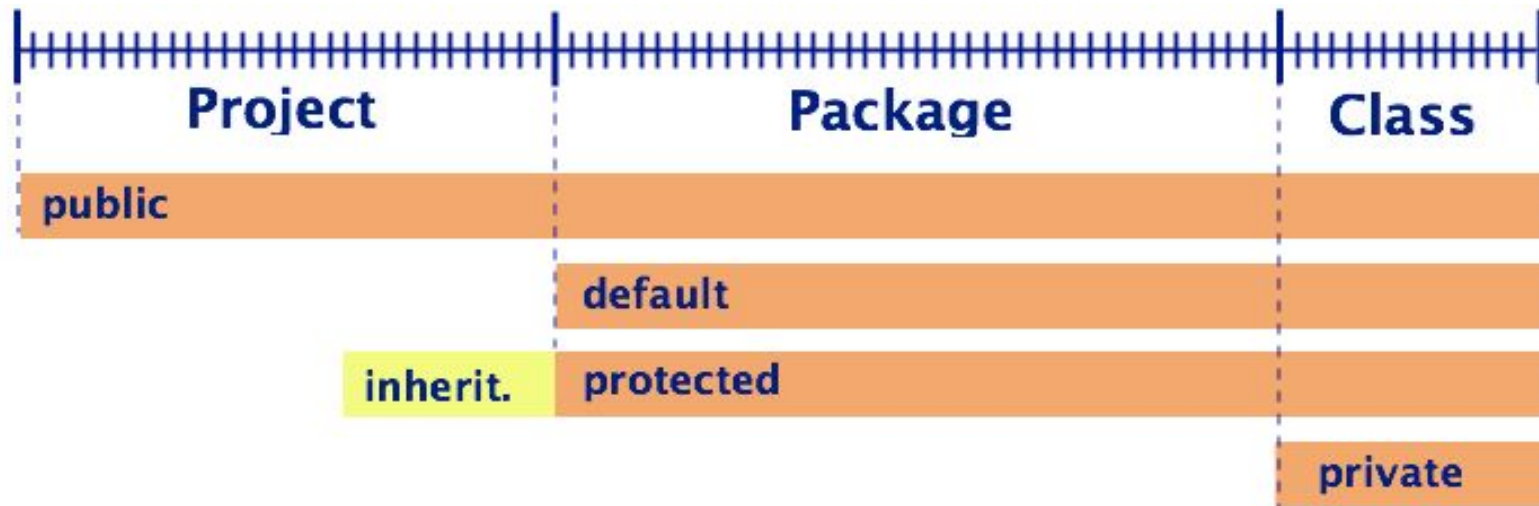 Project Package Class
public
default
inherit. protected
private